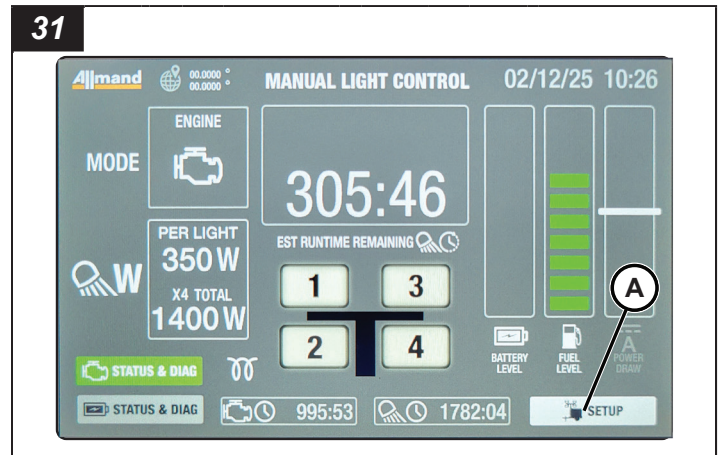 31
Allmand
00.0000 °
00.0000 °
MANUAL LIGHT CONTROL
02/12/25 10:26
MODE
ENGINE
305:46
EST RUNTIME REMAINING
W
PER LIGHT
350 W
X4 TOTAL
1400 W
1
3
2
4
BATTERY
LEVEL
FUEL
LEVEL
A
POWER
DRAW
A
STATUS & DIAG
STATUS & DIAG
995:53
1782:04
SETUP